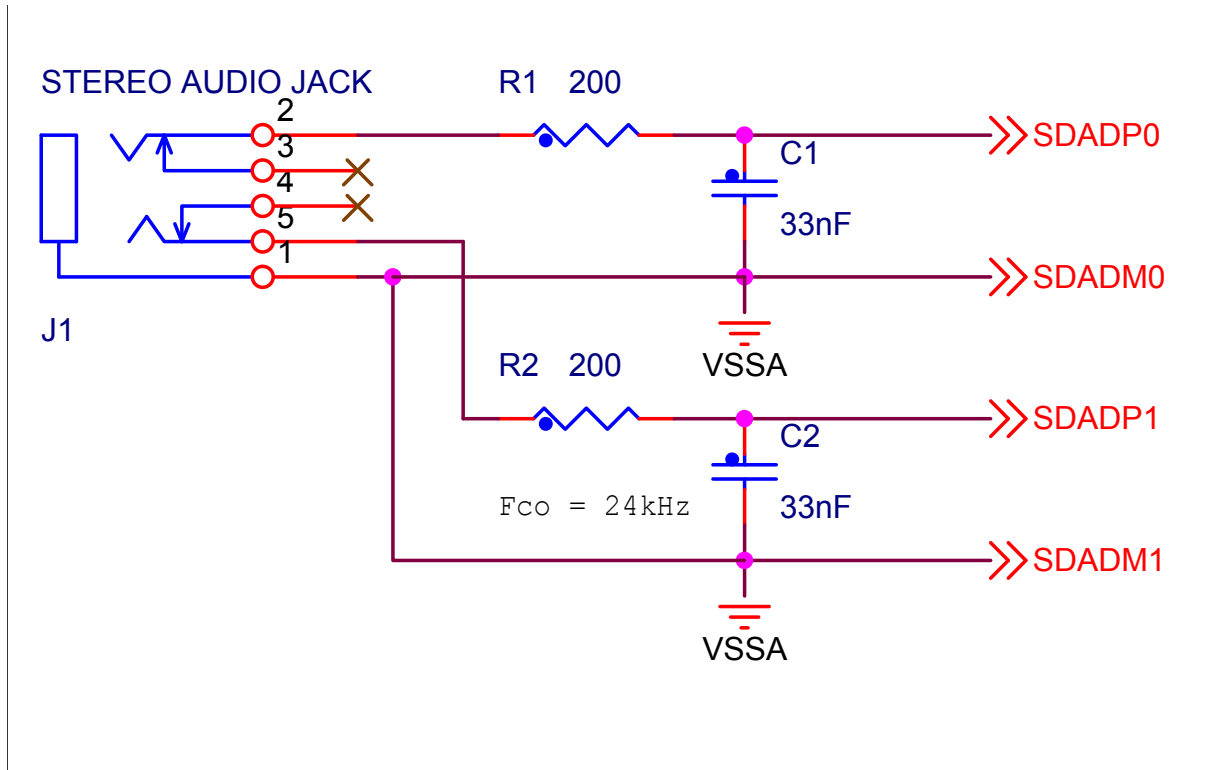 STEREO AUDIO JACK
R1 200
2
3
4
5
1
J1
C1
33nF
SDADP0
SDADM0
VSSA
R2 200
C2
33nF
Fco = 24kHz
SDADP1
SDADM1
VSSA